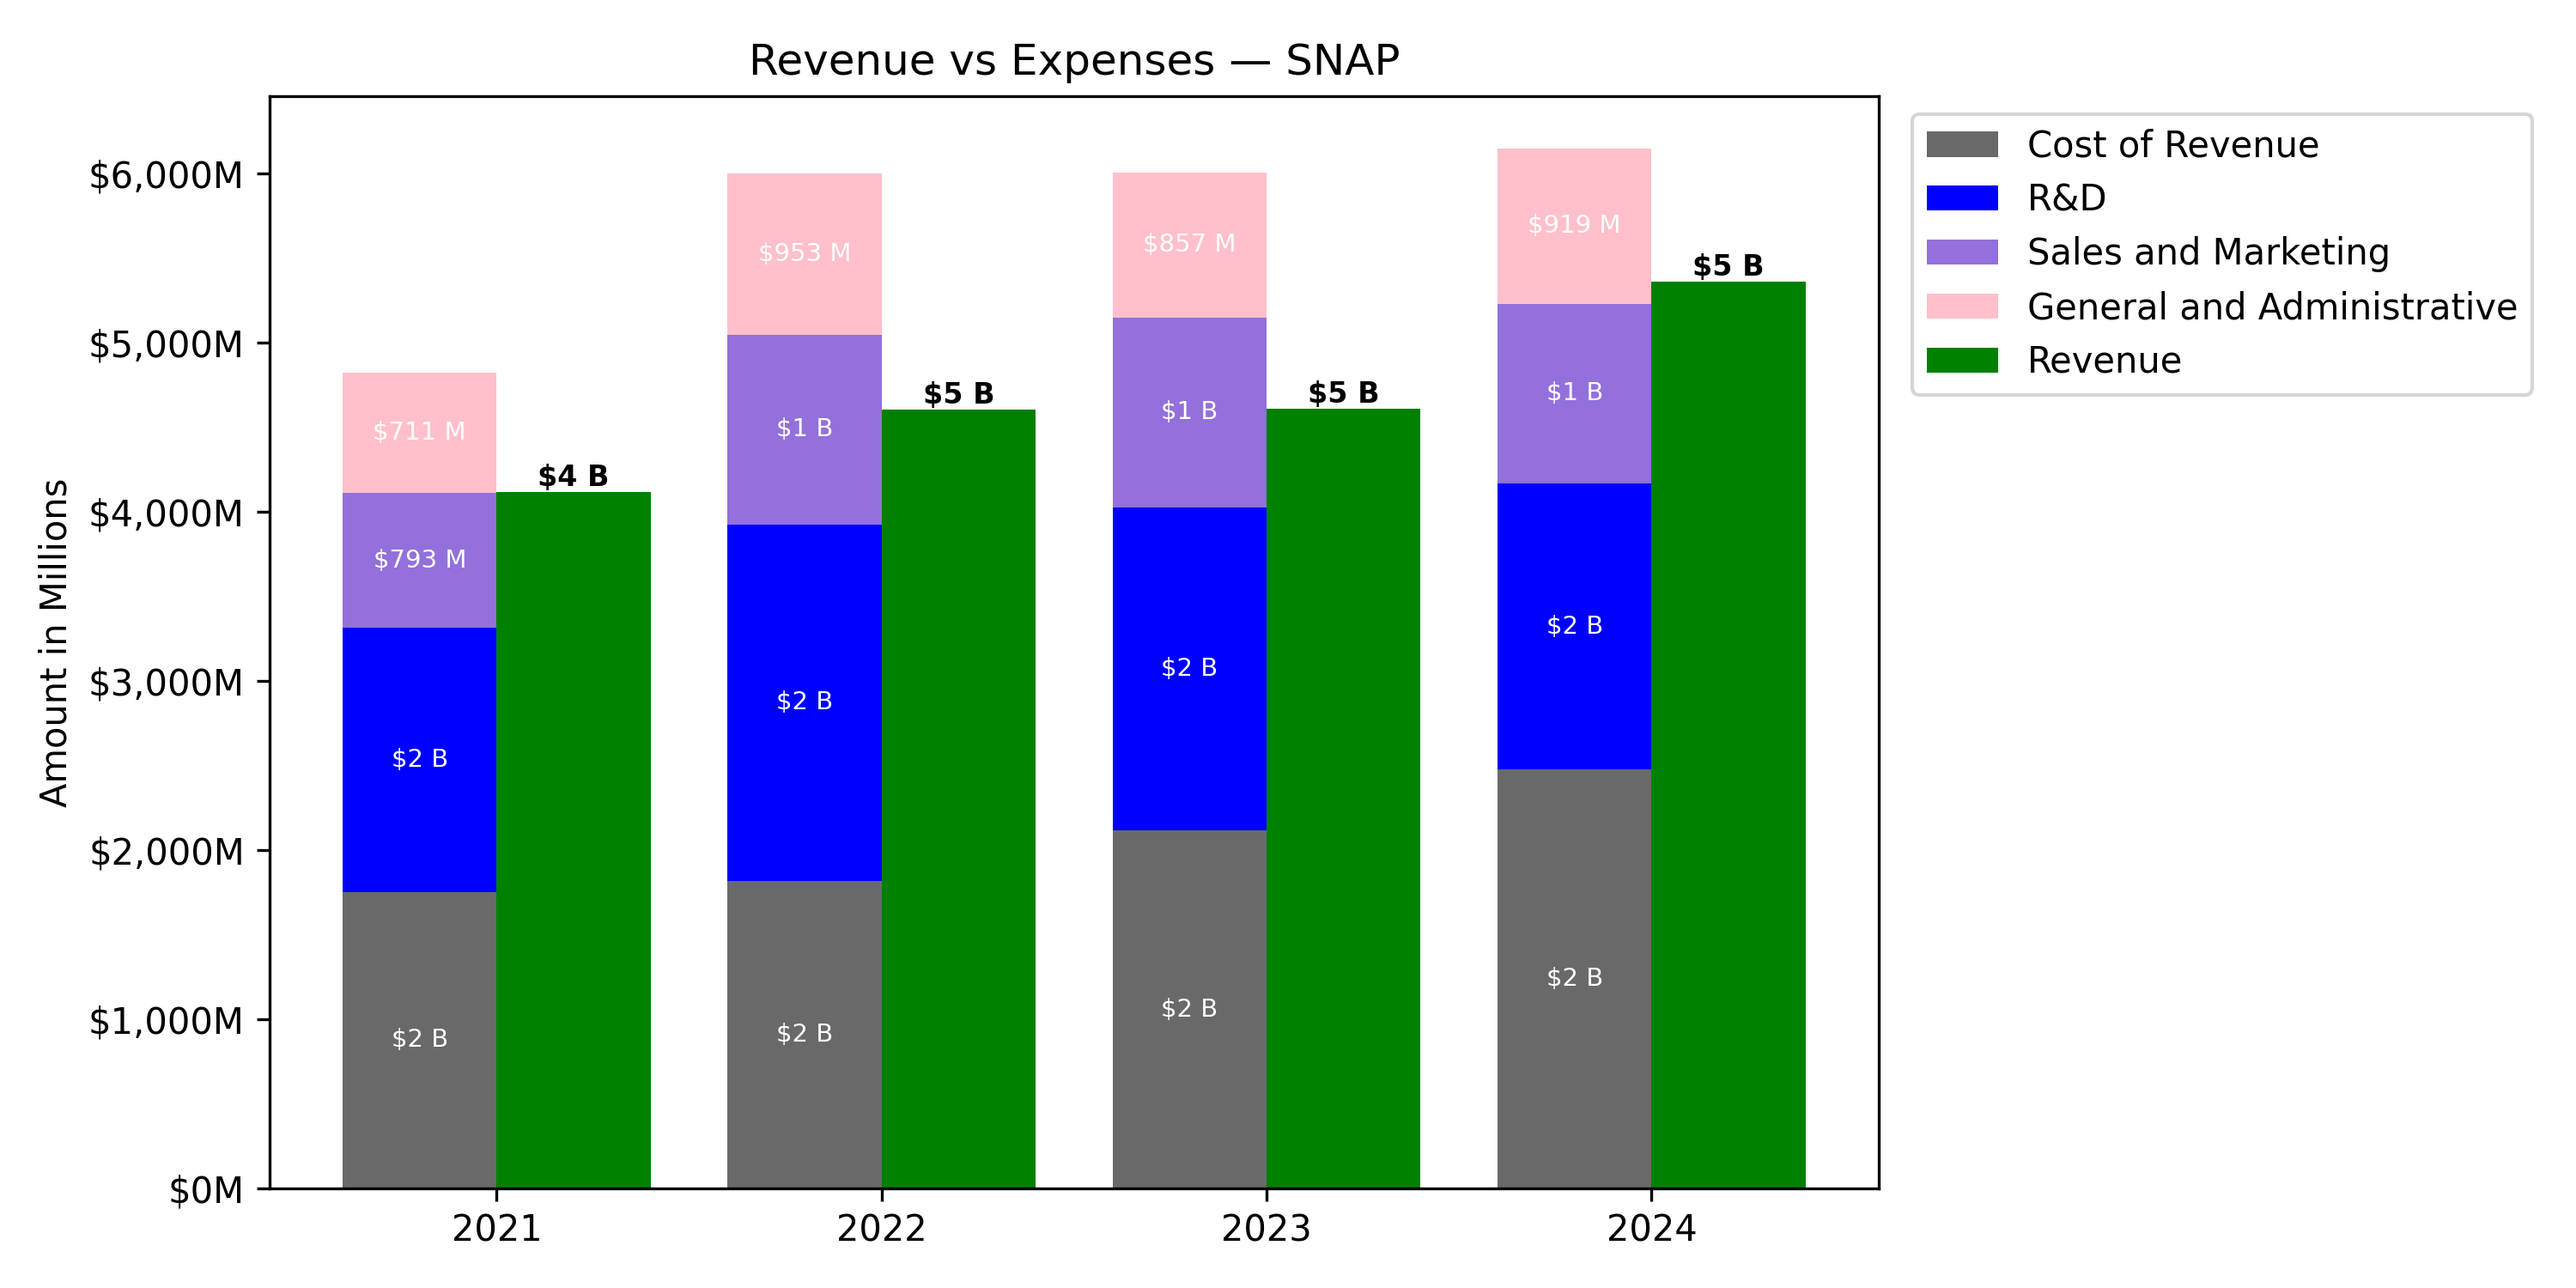 Revenue vs Expenses — SNAP
Amount in Millions
$6,000M
$5,000M
$4,000M
$3,000M
$2,000M
$1,000M
$0M
$711 M
$793 M
$2 B
$2 B
$4 B
$953 M
$1 B
$2 B
$2 B
$5 B
$857 M
$1 B
$2 B
$2 B
$5 B
$919 M
$1 B
$2 B
$2 B
$5 B
2021
2022
2023
2024
Cost of Revenue
R&D
Sales and Marketing
General and Administrative
Revenue